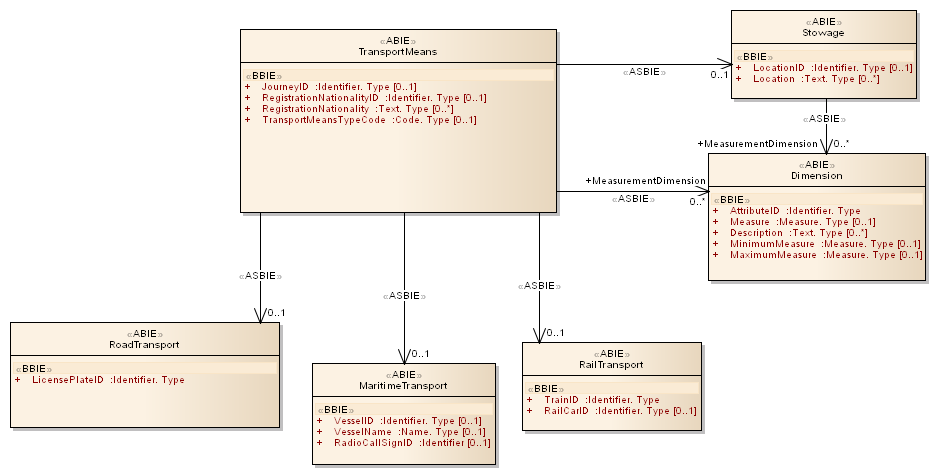 «ABIE»
TransportMeans
«BBIE»
+ JourneyID :Identifier. Type [0..1]
+ RegistrationNationalityID :Identifier. Type [0..1]
+ RegistrationNationality :Text. Type [0..*]
+ TransportMeansTypeCode :Code. Type [0..1]
«ASBIE»
0..1
«ABIE»
Stowage
«BBIE»
+ LocationID :Identifier. Type [0..1]
+ Location :Text. Type [0..*]
«ASBIE»
+MeasurementDimension
0..*
+MeasurementDimension
«ASBIE»
0..*
«ABIE»
Dimension
«BBIE»
+ AttributeID :Identifier. Type
+ Measure :Measure. Type [0..1]
+ Description :Text. Type [0..*]
+ MinimumMeasure :Measure. Type [0..1]
+ MaximumMeasure :Measure. Type [0..1]
«ASBIE»
0..1
«ASBIE»
0..1
«ASBIE»
0..1
«ABIE»
RoadTransport
«BBIE»
+ LicensePlateID :Identifier. Type
«ABIE»
MaritimeTransport
«BBIE»
+ VesselID :Identifier. Type [0..1]
+ VesselName :Name. Type [0..1]
+ RadioCallSignID :Identifier [0..1]
«ABIE»
RailTransport
«BBIE»
+ TrainID :Identifier. Type
+ RailCarID :Identifier. Type [0..1]